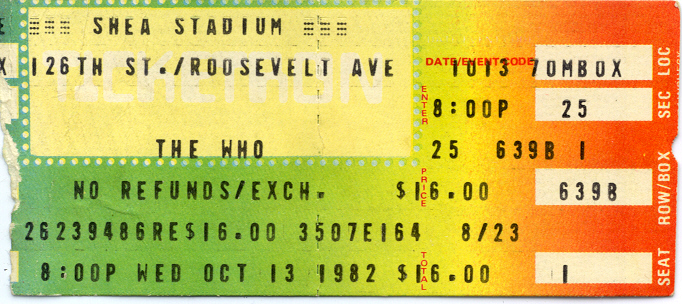 SHEA STADIUM
126TH ST./ROOSEVELT AVE
TICKETRON
THE WHO
NO REFUNDS/EXCH. $16.00
26239486RE$16.00 3507E164 8/23
8:00P WED OCT 13 1982 $16.00
DATE/EVENT CODE
1013 70MBOX
ENTER
8:00P 25
25 639B 1
PRICE
639B
TOTAL
1
SEC LOC
ROW/BOX
SEAT